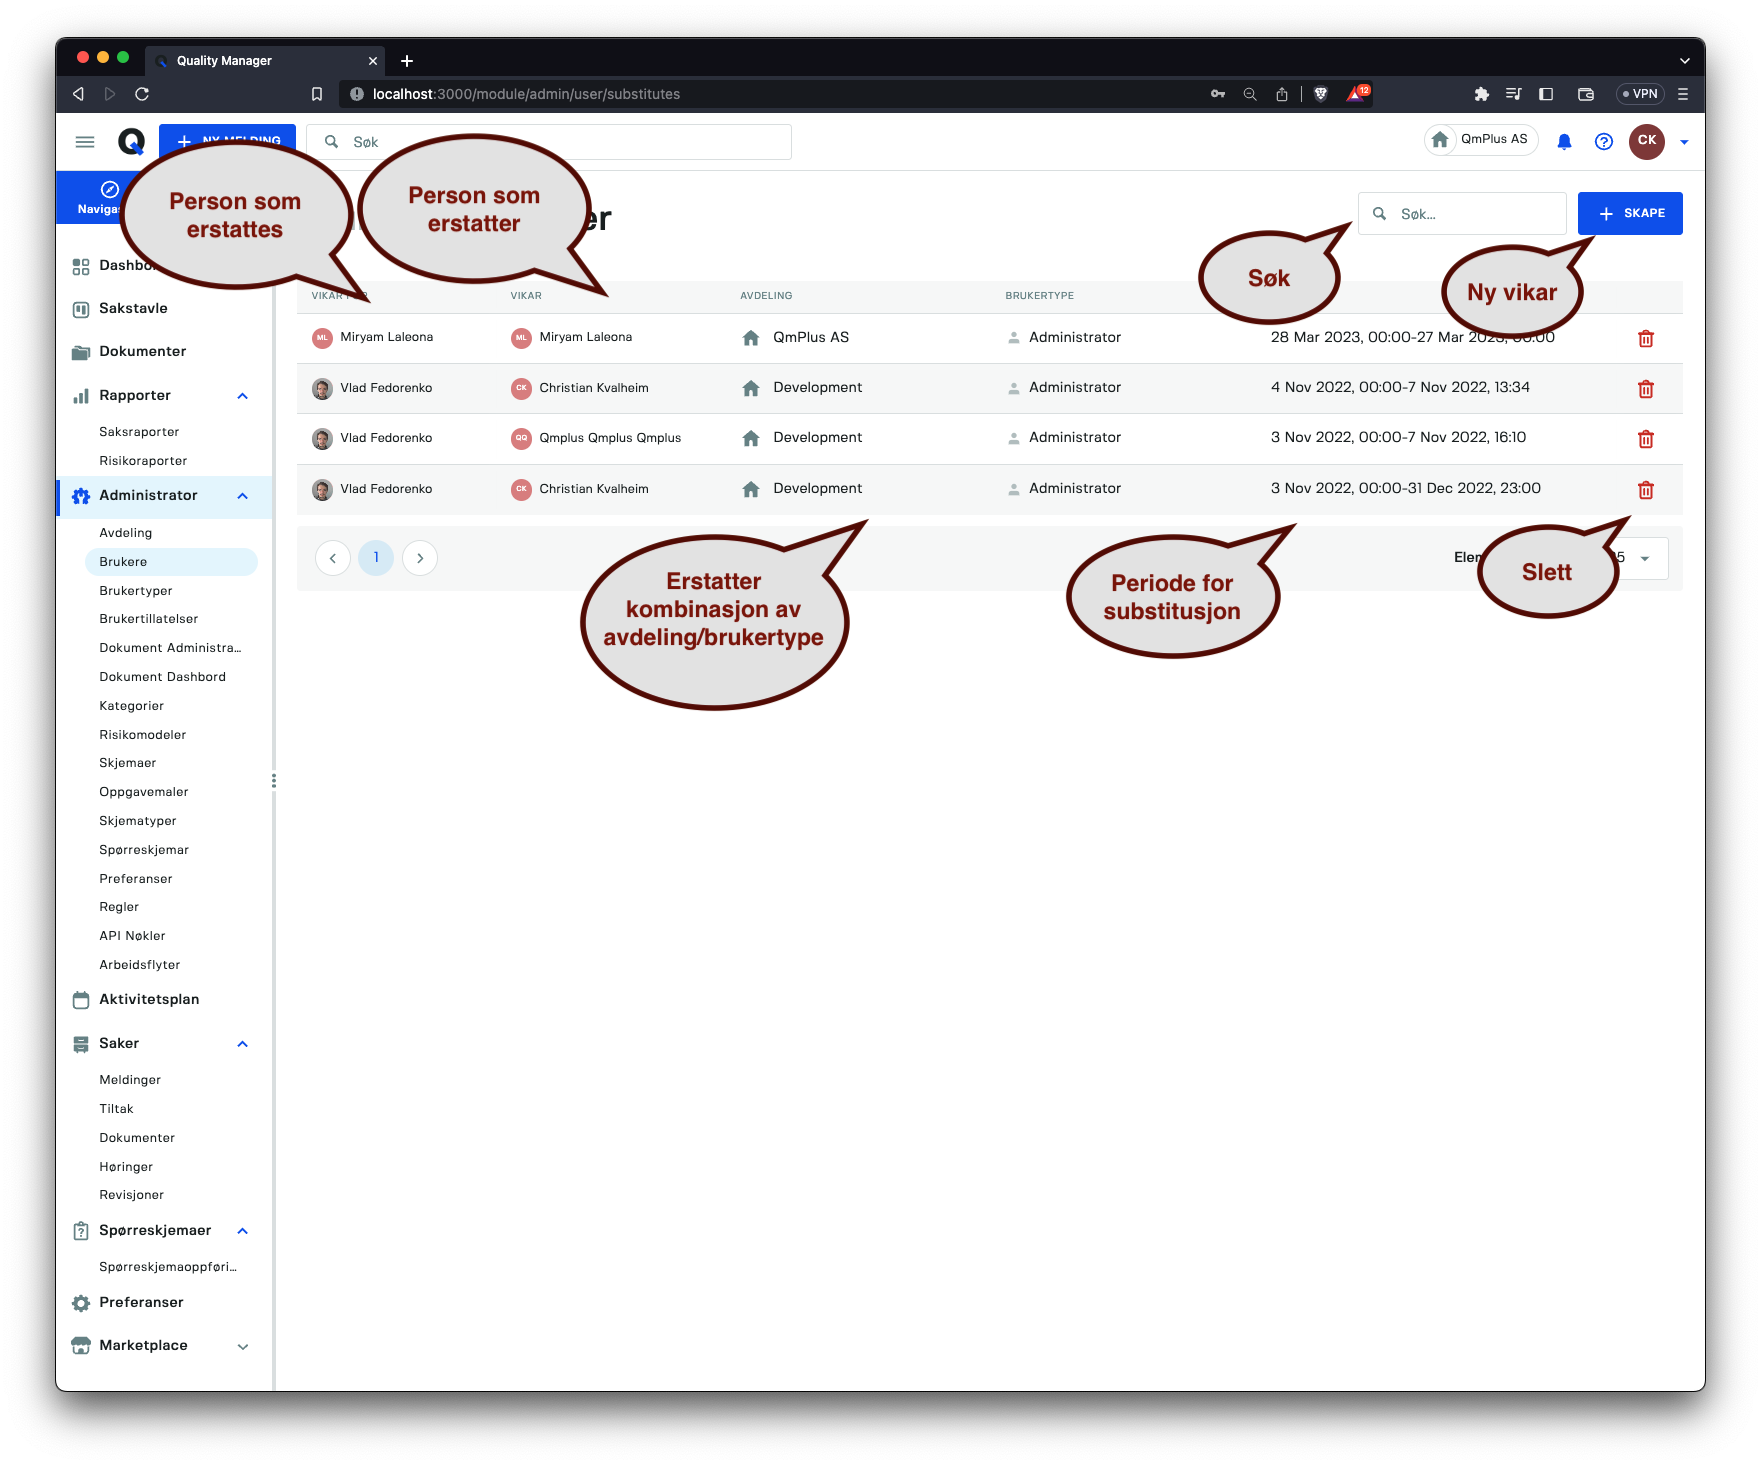 Quality Manager
localhost:3000/module/admin/user/substitutes
12
VPN
NY MELDING
Søk
QmPlus AS
CK
Person som
erstattes
Person som
erstatter
Søk...
SKAPE
Søk
Ny vikar
Dashbo
Sakstavle
Dokumenter
Rapporter
Saksraporter
Risikoraporter
Administrator
Avdeling
Brukere
Brukertyper
Brukertillatelser
Dokument Administra...
Dokument Dashbord
Kategorier
Risikomodeler
Skjemaer
Oppgavemaler
Skjematyper
Spørreskjemar
Preferanser
Regler
API Nøkler
Arbeidsflyter
Aktivitetsplan
Saker
Meldinger
Tiltak
Dokumenter
Høringer
Revisjoner
Spørreskjemaer
Spørreskjemaoppføri...
Preferanser
Marketplace
VIKAR VIKAR AVDELING BRUKERTYPE
ML Miryam Laleona ML Miryam Laleona QmPlus AS Administrator 28 Mar 2023, 00:00-27 Mar 2023, 00:00
Vlad Fedorenko CK Christian Kvalheim Development Administrator 4 Nov 2022, 00:00-7 Nov 2022, 13:34
Vlad Fedorenko QQ Qmplus Qmplus Qmplus Development Administrator 3 Nov 2022, 00:00-7 Nov 2022, 16:10
Vlad Fedorenko CK Christian Kvalheim Development Administrator 3 Nov 2022, 00:00-31 Dec 2022, 23:00
1
Erstatter
kombinasjon av
avdeling/brukertype
Periode for
substitusjon
Slett